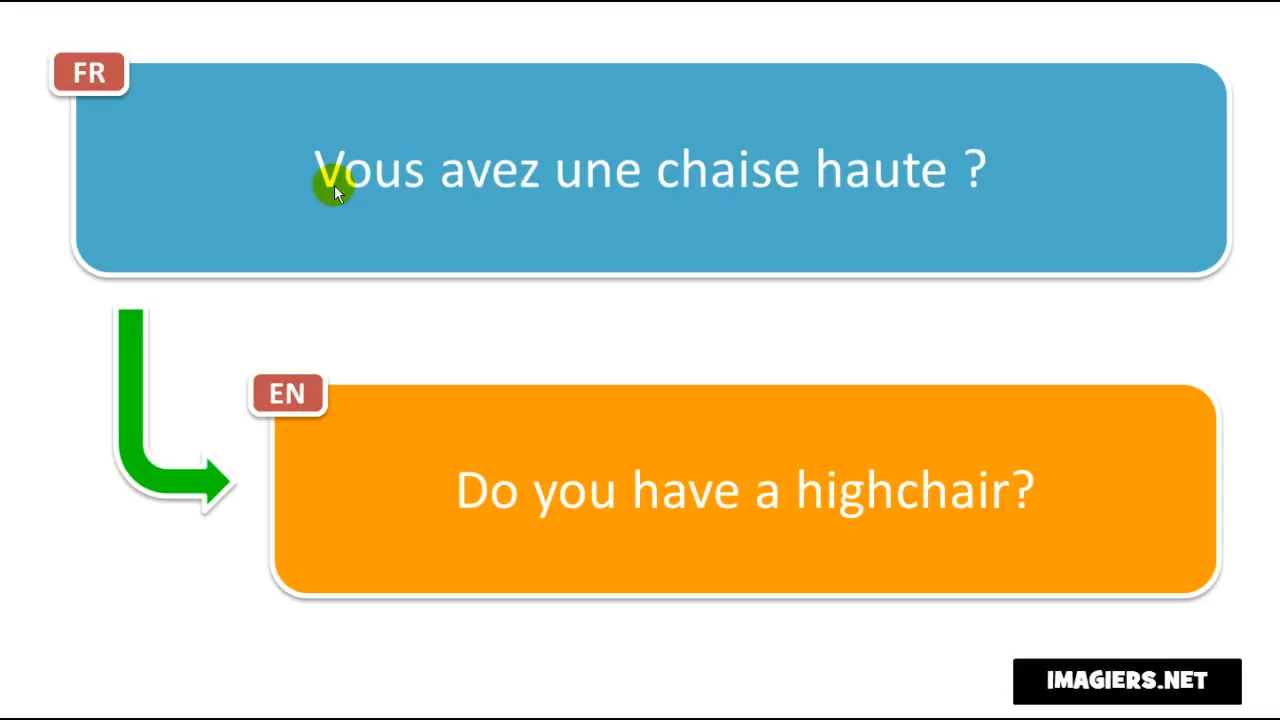 FR
Vous avez une chaise haute ?
EN
Do you have a highchair?
IMAGIERS.NET